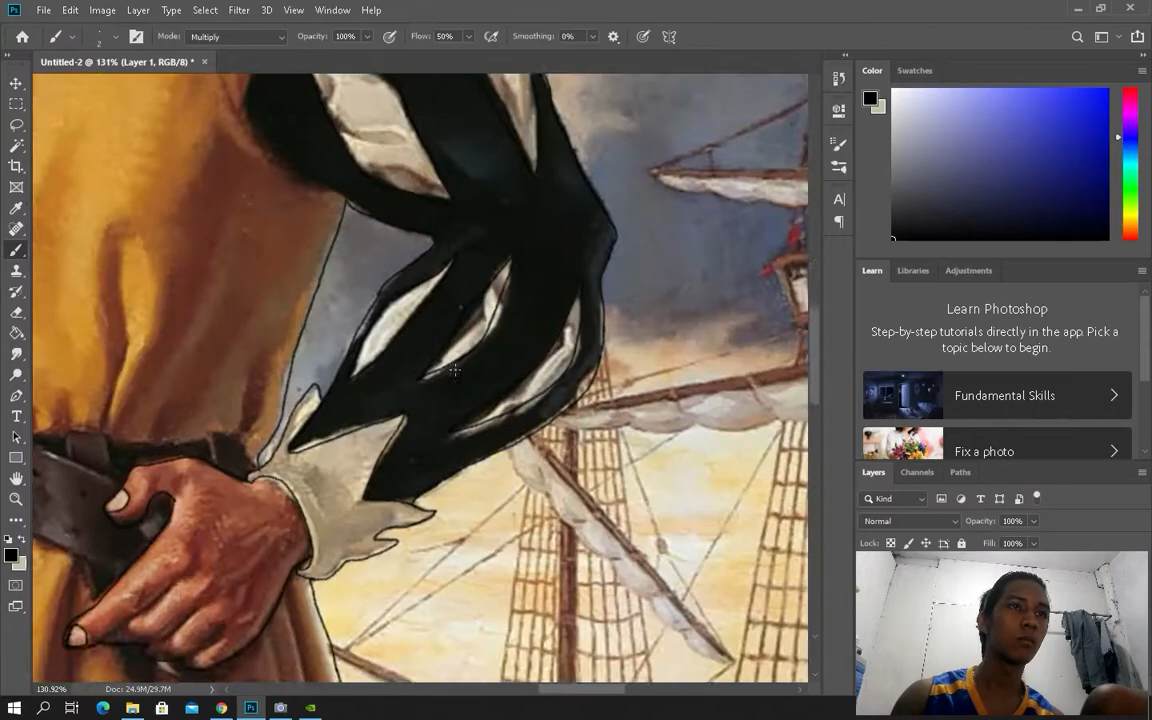 Ps File Edit Image Layer Type Select Filter 3D View Window Help
2 Mode: Multiply Opacity: 100% Flow: 50% Smoothing: 0%
Untitled-2 @ 131% (Layer 1, RGB/8) * ×
Color Swatches
Learn Libraries Adjustments
Learn Photoshop
Step-by-step tutorials directly in the app. Pick a
topic below to begin.
Fundamental Skills
Fix a photo
Layers Channels Paths
Kind
Normal Opacity: 100%
Lock: Fill: 100%
130.92% Doc: 24.9M/29.7M